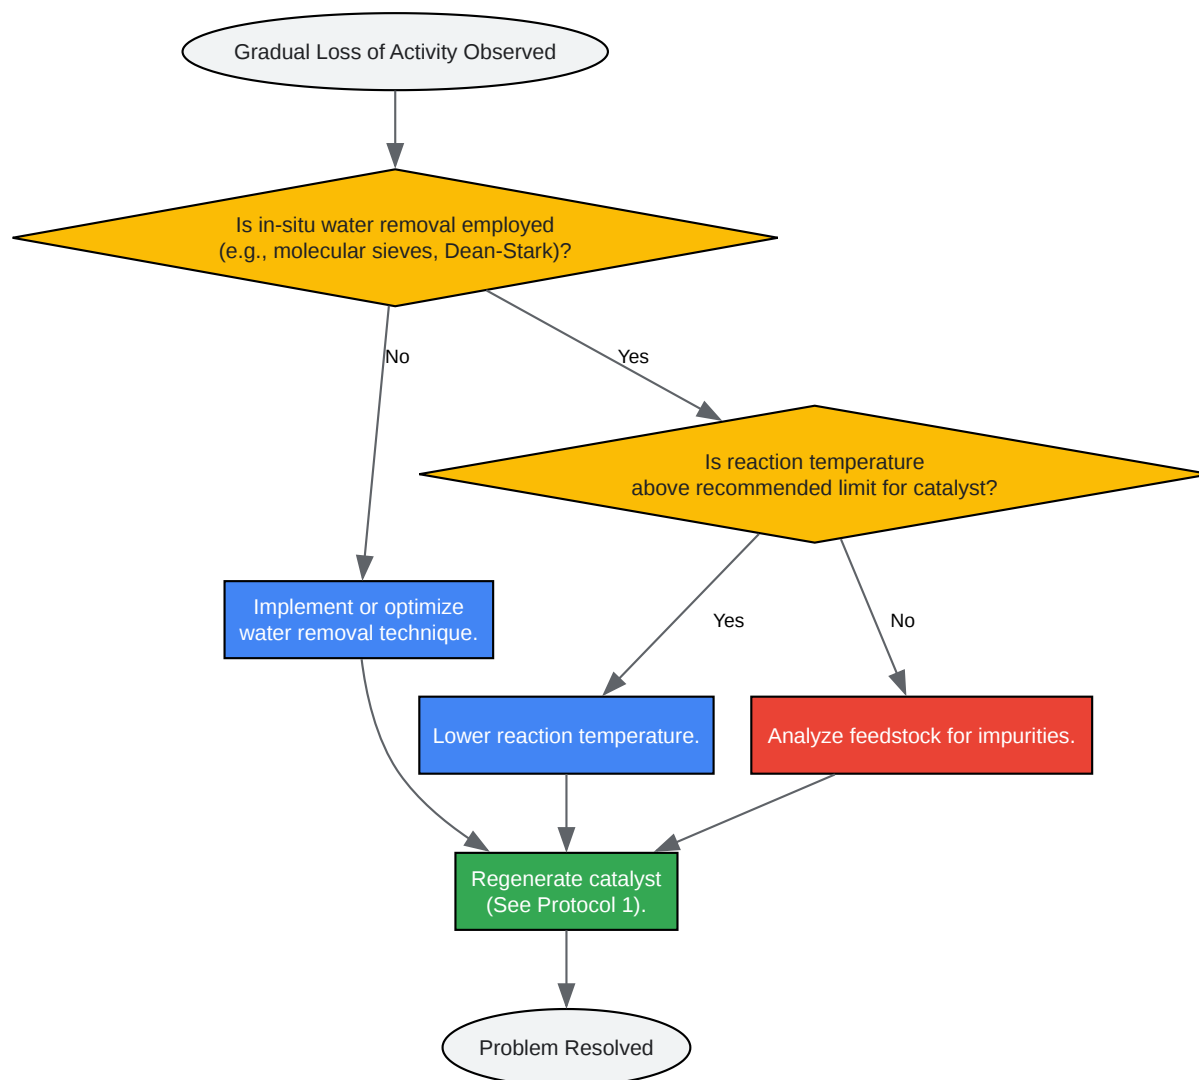 Gradual Loss of Activity Observed
Is in-situ water removal employed
(e.g., molecular sieves, Dean-Stark)?
No
Yes
Is reaction temperature
above recommended limit for catalyst?
Implement or optimize
water removal technique.
Yes
No
Lower reaction temperature.
Analyze feedstock for impurities.
Regenerate catalyst
(See Protocol 1).
Problem Resolved